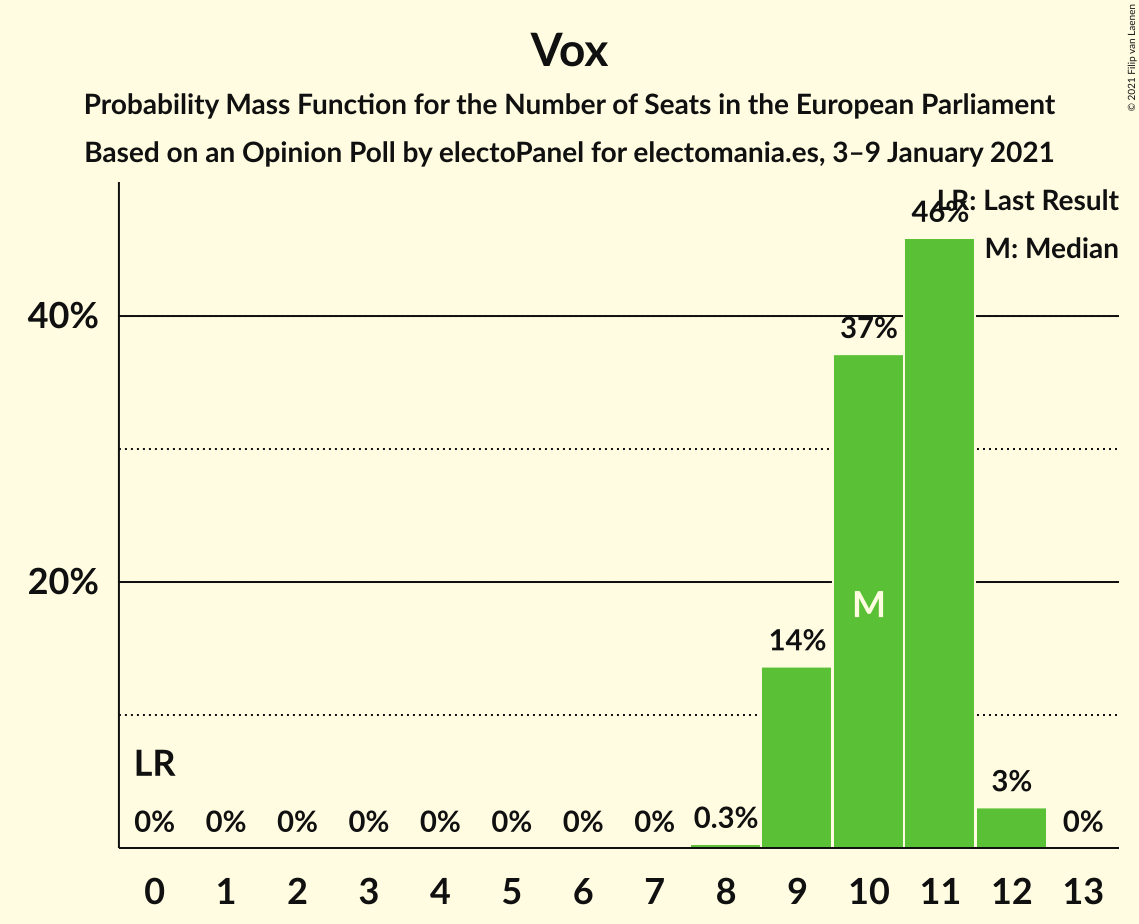 Vox
Probability Mass Function for the Number of Seats in the European Parliament
Based on an Opinion Poll by electoPanel for electomania.es, 3–9 January 2021
© 2021 Filip van Laenen
LR: Last Result
M: Median
40%
20%
LR
0% 0% 0% 0% 0% 0% 0% 0% 0.3% 14% 37% 46% 3% 0%
M
0 1 2 3 4 5 6 7 8 9 10 11 12 13